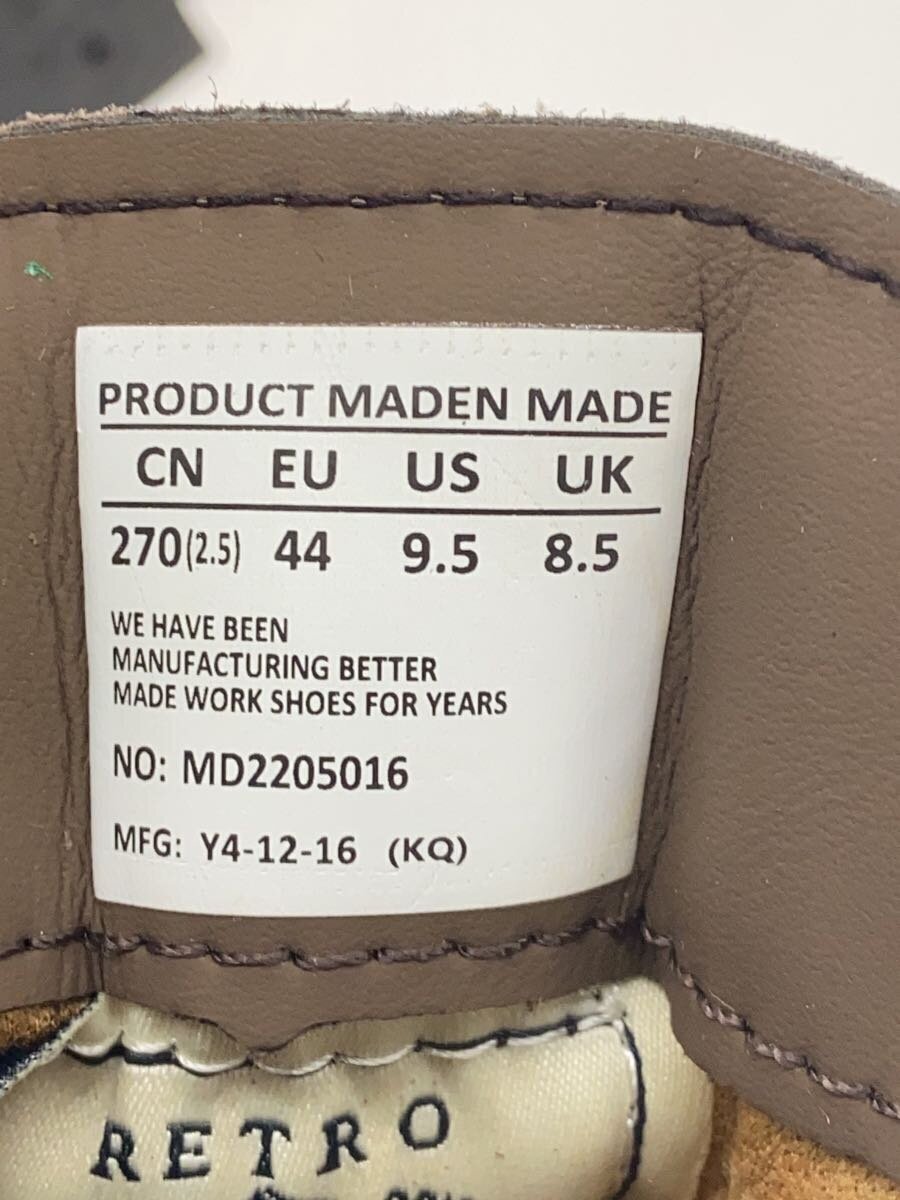 PRODUCT MADEN MADE
CN EU US UK
270(2.5) 44 9.5 8.5
WE HAVE BEEN
MANUFACTURING BETTER
MADE WORK SHOES FOR YEARS
NO: MD2205016
MFG: Y4-12-16 (KQ)
RETRO